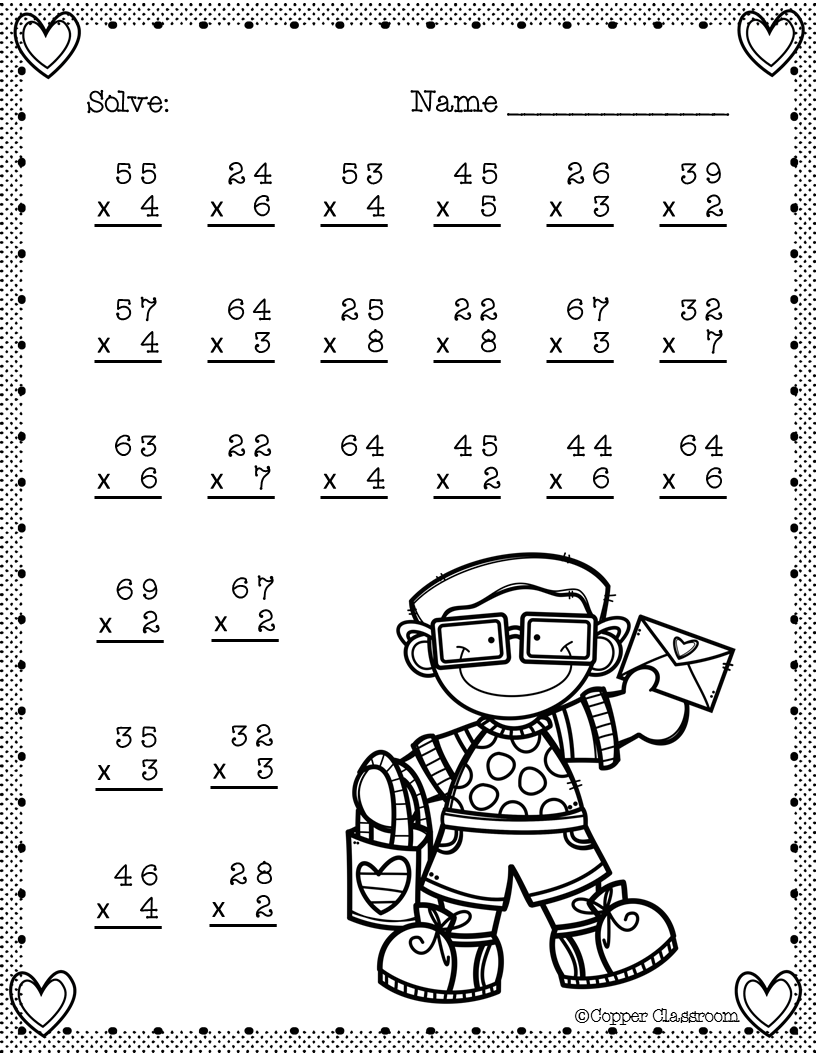 Solve: Name _______________
55 24 53 45 26 39
x 4 x 6 x 4 x 5 x 3 x 2
57 64 25 22 67 32
x 4 x 3 x 8 x 8 x 3 x 7
63 22 64 45 44 64
x 6 x 7 x 4 x 2 x 6 x 6
69 67
x 2 x 2
35 32
x 3 x 3
46 28
x 4 x 2
©Copper Classroom